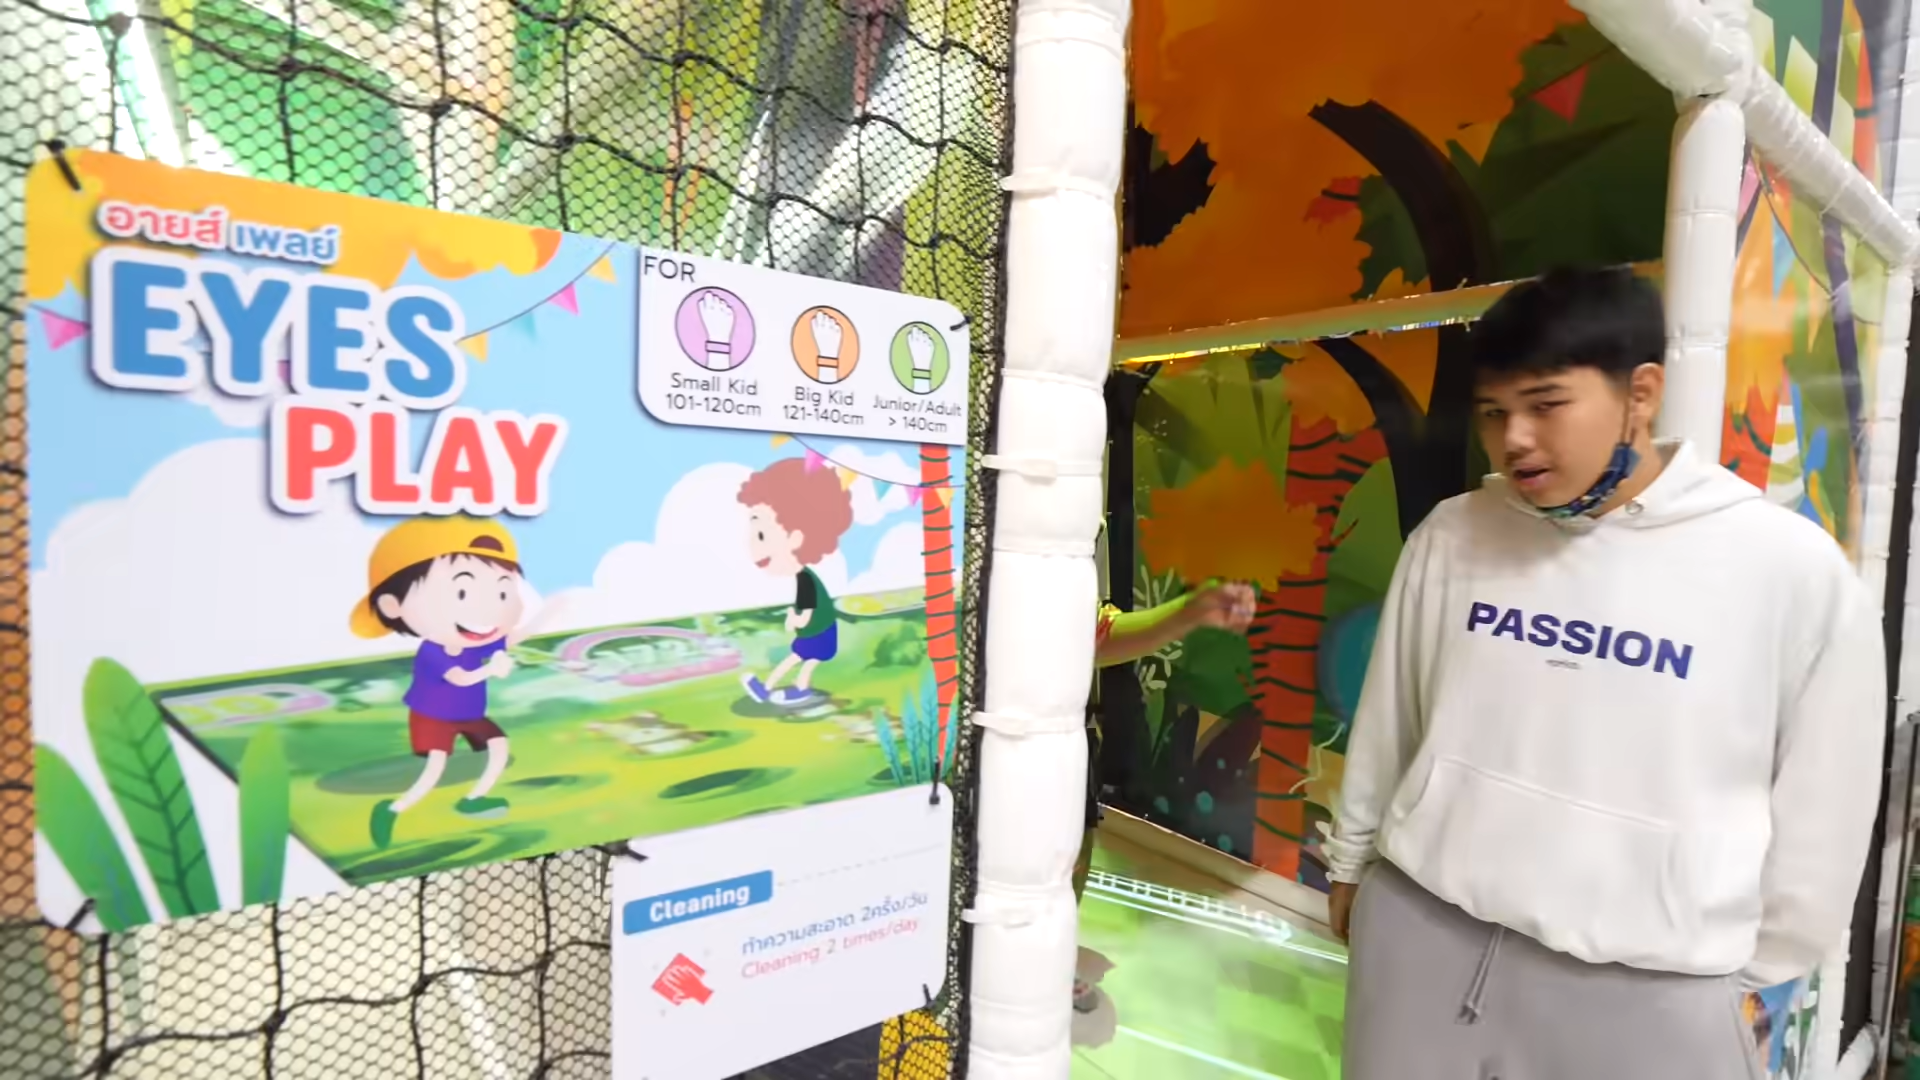 อายส์ เพลย์
EYES
PLAY
FOR
Small Kid
101-120cm
Big Kid
121-140cm
Junior/Adult
> 140cm
Cleaning
ทำความสะอาด 2ครั้ง/วัน
Cleaning 2 times/day
PASSION